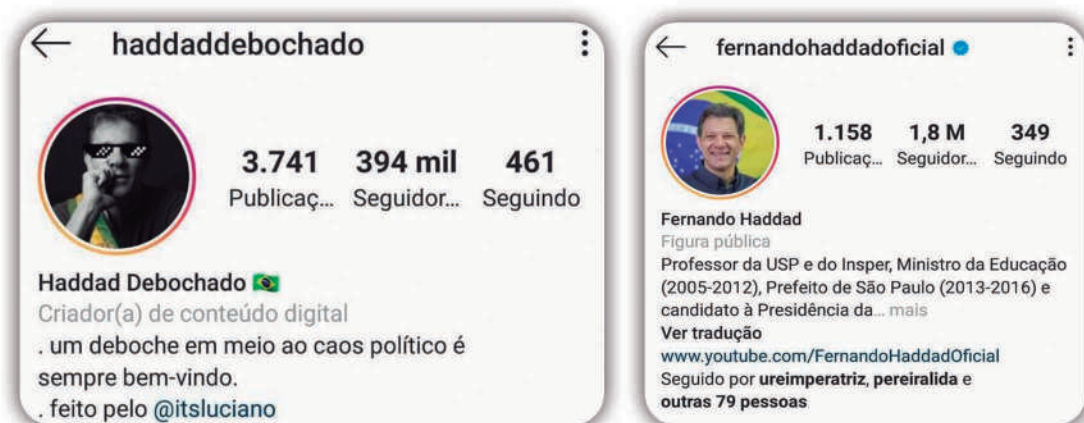 haddaddebochado
3.741 394 mil 461
Publicaç... Seguidor... Seguindo
Haddad Debochado
Criador(a) de conteúdo digital
. um deboche em meio ao caos político é
sempre bem-vindo.
. feito pelo @itsluciano
fernandohaddadoficial
1.158 1,8 M 349
Publicaç... Seguidor... Seguindo
Fernando Haddad
Figura pública
Professor da USP e do Insper, Ministro da Educação
(2005-2012), Prefeito de São Paulo (2013-2016) e
candidato à Presidência da... mais
Ver tradução
www.youtube.com/FernandoHaddadOficial
Seguido por ureimperatriz, pereiralida e
outras 79 pessoas